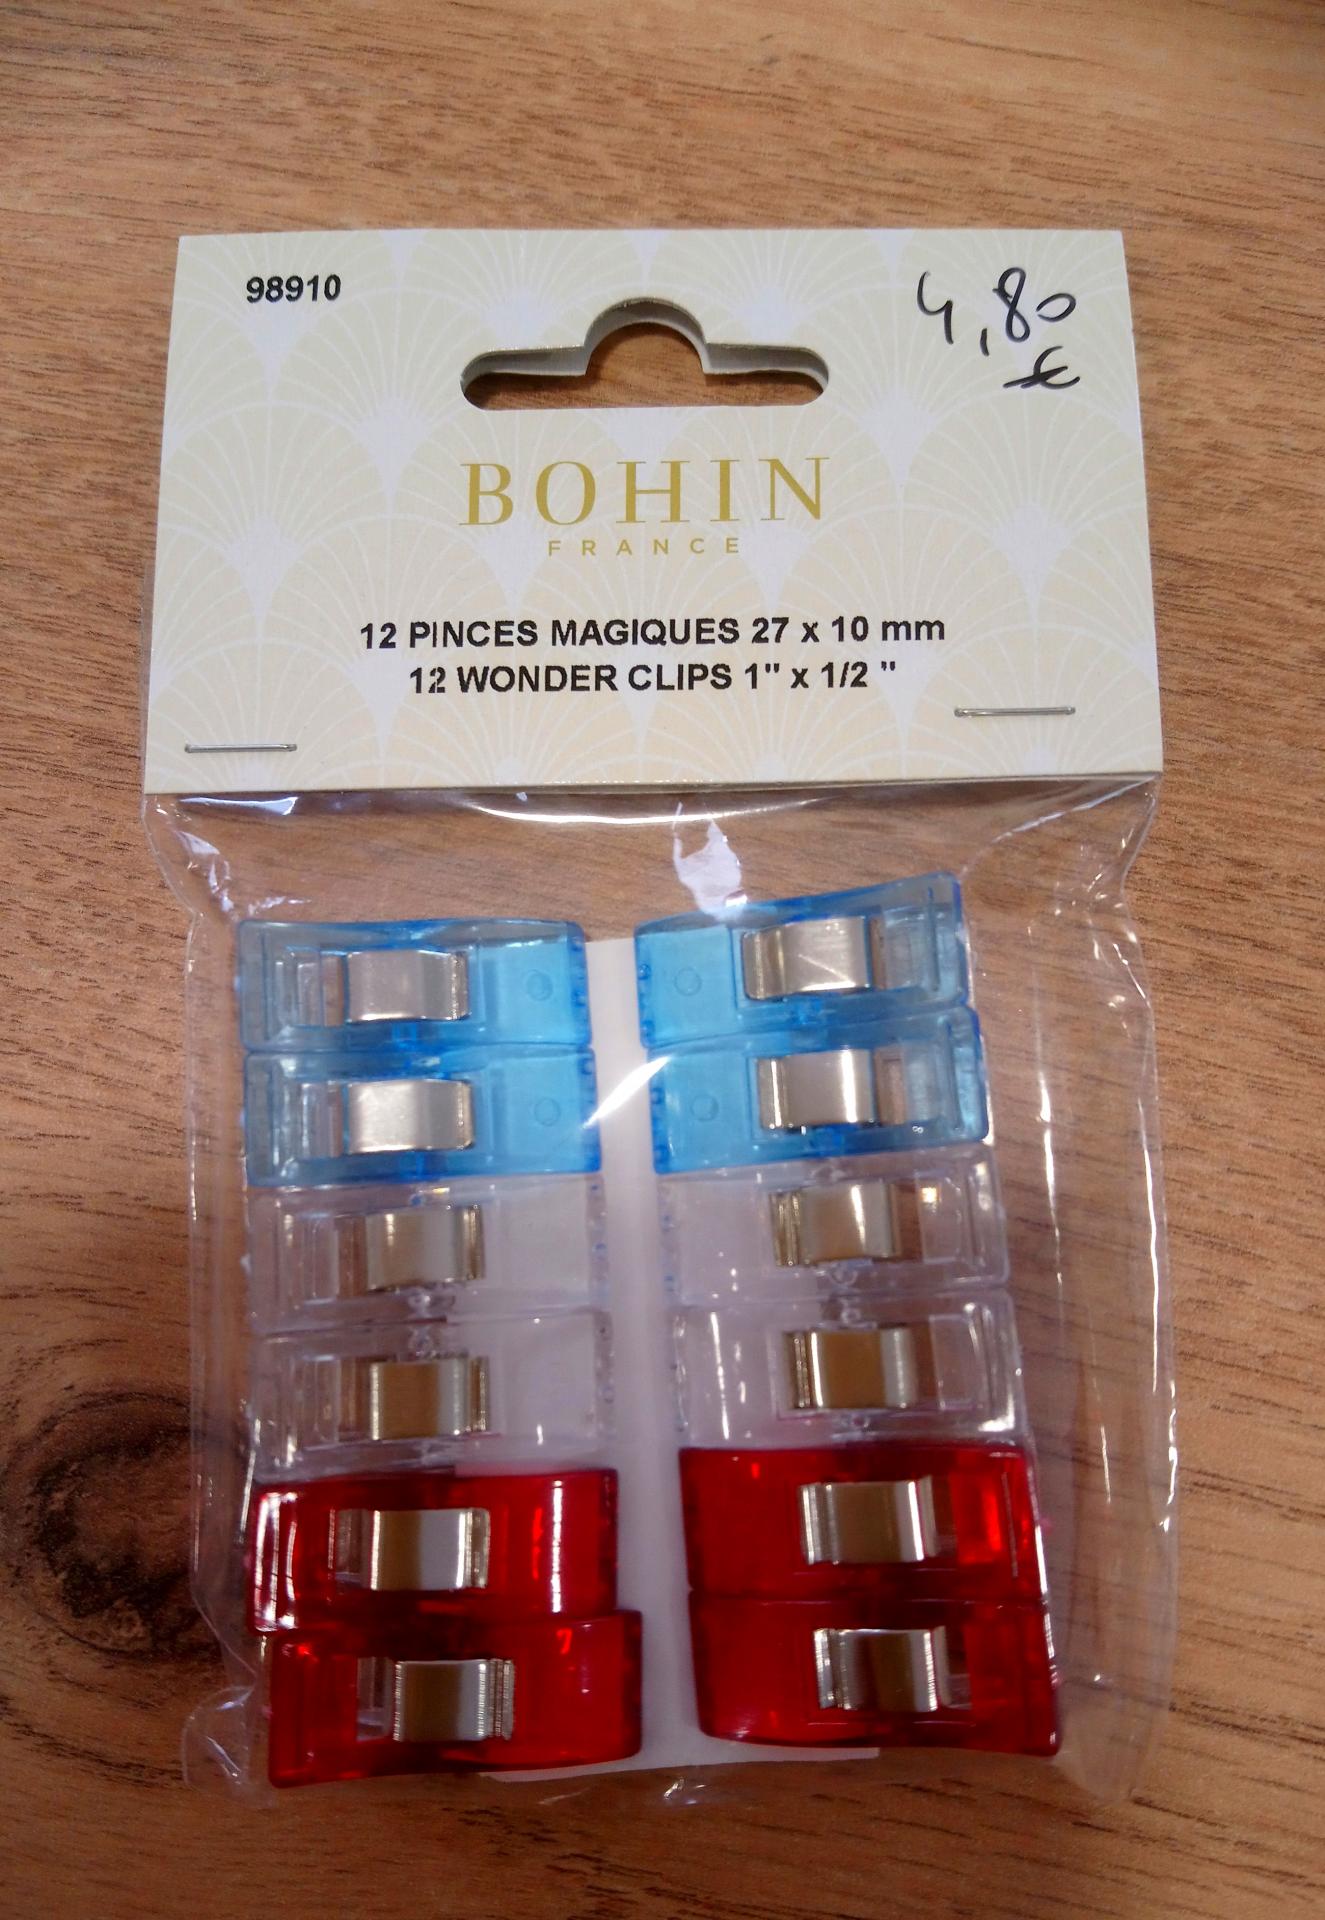 98910
4,80
€
BOHIN
FRANCE
12 PINCES MAGIQUES 27 x 10 mm
12 WONDER CLIPS 1" x 1/2 "